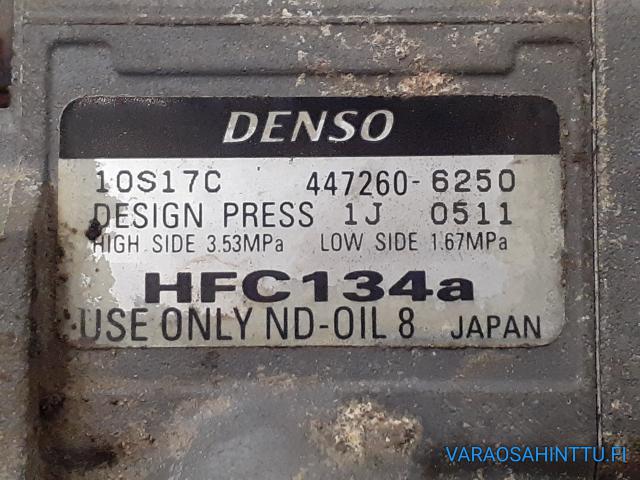 DENSO
10S17C 447260-6250
DESIGN PRESS 1J 0511
HIGH SIDE 3.53MPa LOW SIDE 1.67MPa
HFC134a
USE ONLY ND-OIL 8 JAPAN
VARAOSAHINTTU.FI